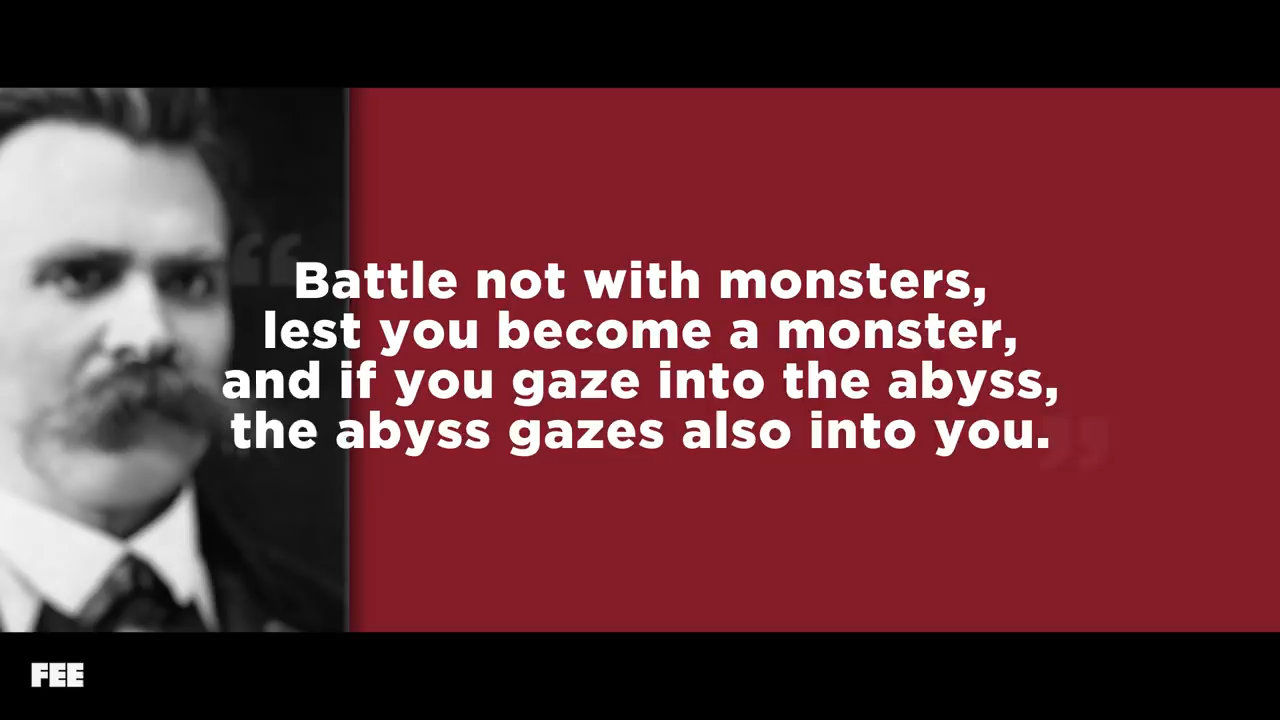 “
Battle not with monsters,
lest you become a monster,
and if you gaze into the abyss,
the abyss gazes also into you.
”
FEE